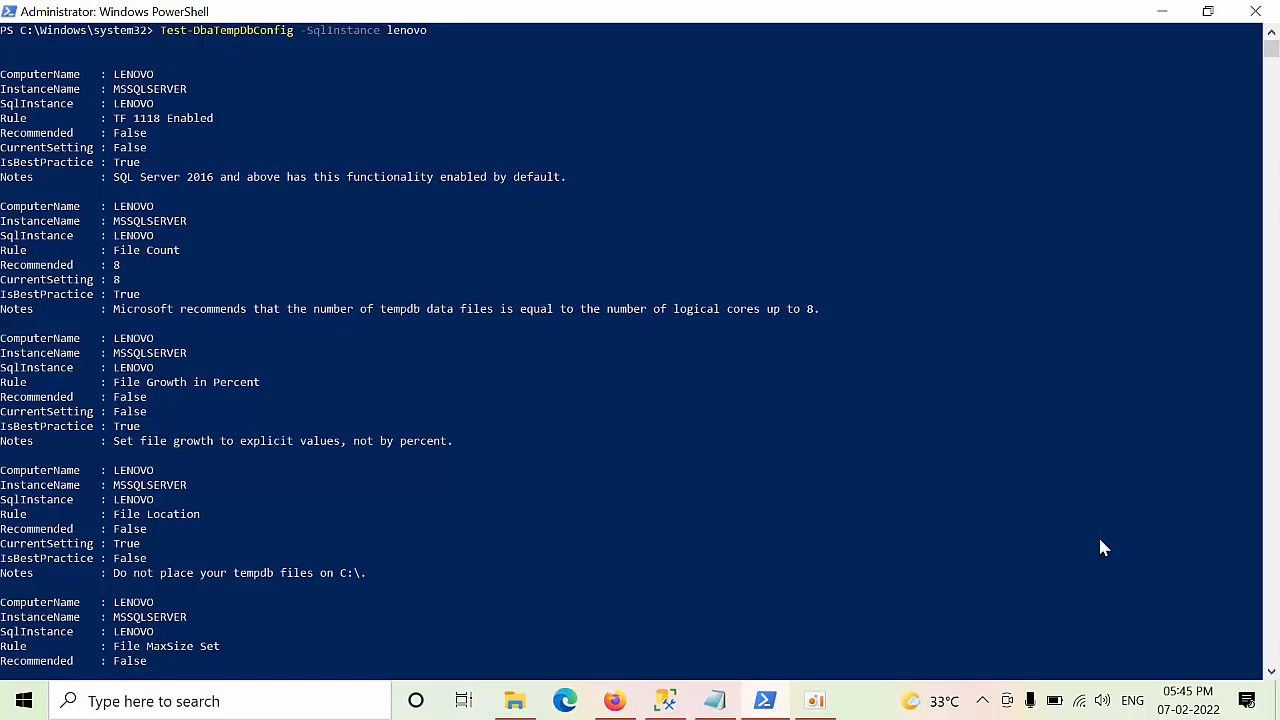 Administrator: Windows PowerShell
PS C:\Windows\system32> Test-DbaTempDbConfig -SqlInstance lenovo
ComputerName : LENOVO
InstanceName : MSSQLSERVER
SqlInstance : LENOVO
Rule : TF 1118 Enabled
Recommended : False
CurrentSetting : False
IsBestPractice : True
Notes : SQL Server 2016 and above has this functionality enabled by default.
ComputerName : LENOVO
InstanceName : MSSQLSERVER
SqlInstance : LENOVO
Rule : File Count
Recommended : 8
CurrentSetting : 8
IsBestPractice : True
Notes : Microsoft recommends that the number of tempdb data files is equal to the number of logical cores up to 8.
ComputerName : LENOVO
InstanceName : MSSQLSERVER
SqlInstance : LENOVO
Rule : File Growth in Percent
Recommended : False
CurrentSetting : False
IsBestPractice : True
Notes : Set file growth to explicit values, not by percent.
ComputerName : LENOVO
InstanceName : MSSQLSERVER
SqlInstance : LENOVO
Rule : File Location
Recommended : False
CurrentSetting : True
IsBestPractice : False
Notes : Do not place your tempdb files on C:\.
ComputerName : LENOVO
InstanceName : MSSQLSERVER
SqlInstance : LENOVO
Rule : File MaxSize Set
Recommended : False
Type here to search
33°C
ENG
05:45 PM
07-02-2022